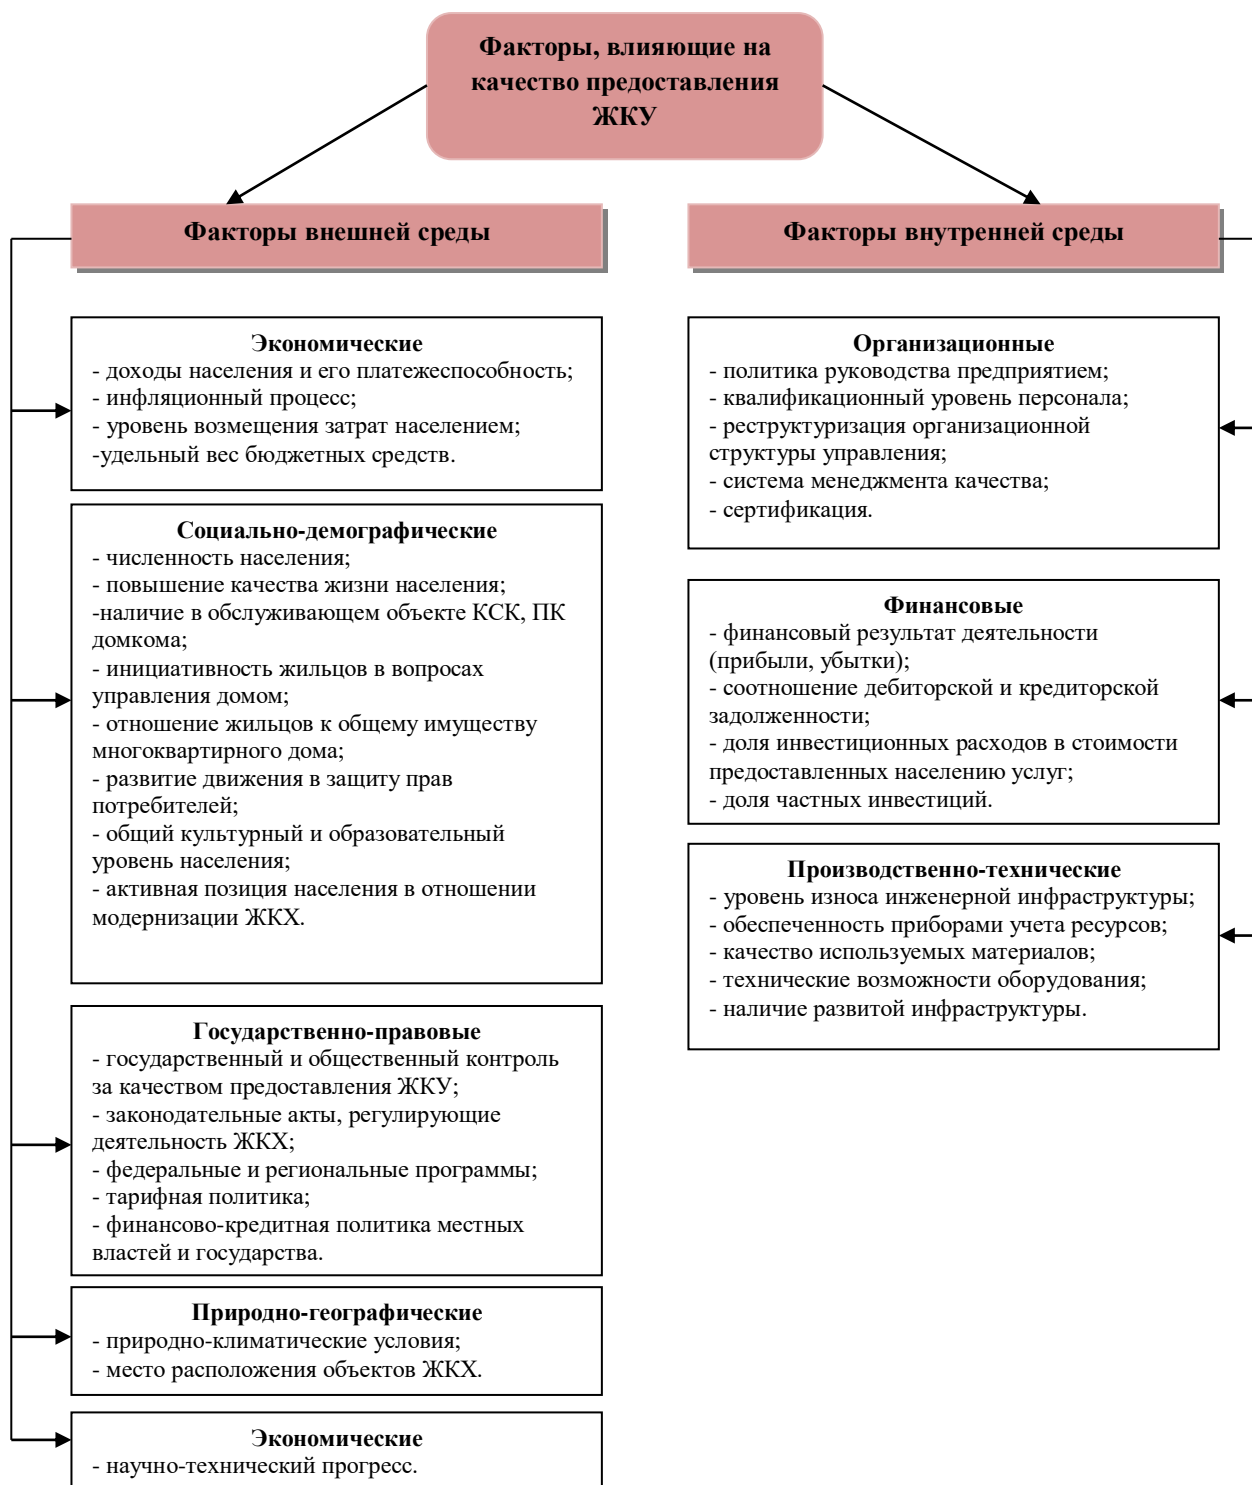 Факторы, влияющие на
качество предоставления
ЖКУ
Факторы внешней среды
Экономические
- доходы населения и его платежеспособность;
- инфляционный процесс;
- уровень возмещения затрат населением;
-удельный вес бюджетных средств.
Социально-демографические
- численность населения;
- повышение качества жизни населения;
-наличие в обслуживающем объекте КСК, ПК
домкома;
- инициативность жильцов в вопросах
управления домом;
- отношение жильцов к общему имуществу
многоквартирного дома;
- развитие движения в защиту прав
потребителей;
- общий культурный и образовательный
уровень населения;
- активная позиция населения в отношении
модернизации ЖКХ.
Государственно-правовые
- государственный и общественный контроль
за качеством предоставления ЖКУ;
- законодательные акты, регулирующие
деятельность ЖКХ;
- федеральные и региональные программы;
- тарифная политика;
- финансово-кредитная политика местных
властей и государства.
Природно-географические
- природно-климатические условия;
- место расположения объектов ЖКХ.
Экономические
- научно-технический прогресс.
Факторы внутренней среды
Организационные
- политика руководства предприятием;
- квалификационный уровень персонала;
- реструктуризация организационной
структуры управления;
- система менеджмента качества;
- сертификация.
Финансовые
- финансовый результат деятельности
(прибыли, убытки);
- соотношение дебиторской и кредиторской
задолженности;
- доля инвестиционных расходов в стоимости
предоставленных населению услуг;
- доля частных инвестиций.
Производственно-технические
- уровень износа инженерной инфраструктуры;
- обеспеченность приборами учета ресурсов;
- качество используемых материалов;
- технические возможности оборудования;
- наличие развитой инфраструктуры.